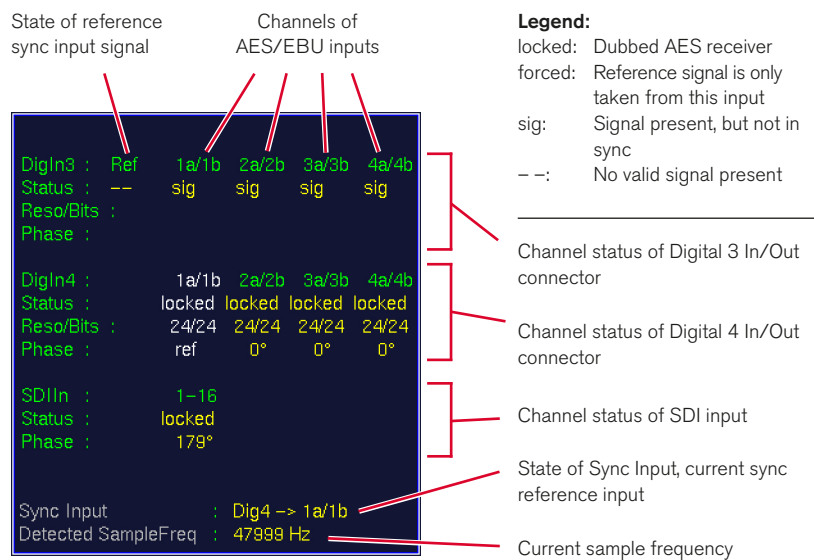 State of reference
sync input signal
Channels of
AES/EBU inputs
Legend:
locked: Dubbed AES receiver
forced: Reference signal is only
taken from this input
sig: Signal present, but not in
sync
– –: No valid signal present
DigIn3 : Ref 1a/1b 2a/2b 3a/3b 4a/4b
Status : –– sig sig sig sig
Reso/Bits :
Phase :
DigIn4 : 1a/1b 2a/2b 3a/3b 4a/4b
Status : locked locked locked locked
Reso/Bits : 24/24 24/24 24/24 24/24
Phase : ref 0° 0° 0°
SDIIn : 1–16
Status : locked
Phase : 179°
Sync Input : Dig4 –> 1a/1b
Detected SampleFreq : 47999 Hz
Channel status of Digital 3 In/Out
connector
Channel status of Digital 4 In/Out
connector
Channel status of SDI input
State of Sync Input, current sync
reference input
Current sample frequency